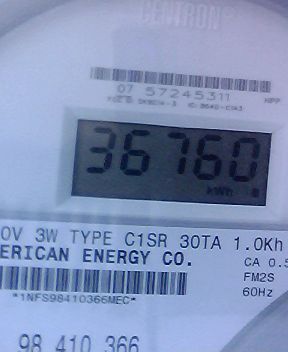 CENTRON
07 57245311
HPP
36760
kWh
0V 3W TYPE C1SR 30TA 1.0Kh
ERICAN ENERGY CO.
CA 0.5
FM2S
*1NFS98410366MEC*
60Hz
98 410 366